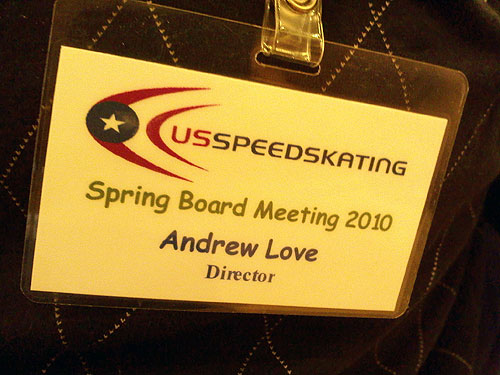 USSPEEDSKATING
Spring Board Meeting 2010
Andrew Love
Director